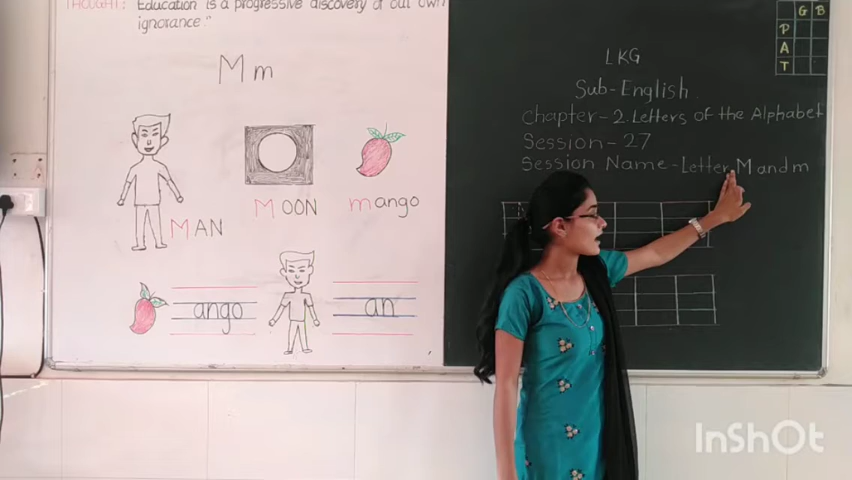 THOUGHT: Education is a progressive discovery of our own
ignorance."
M m
MAN
MOON
mango
ango
an
G B
P
A
T
LKG
Sub-English
Chapter-2.Letters of the Alphabet
Session-27
Session Name-Letter M and m
InShOt